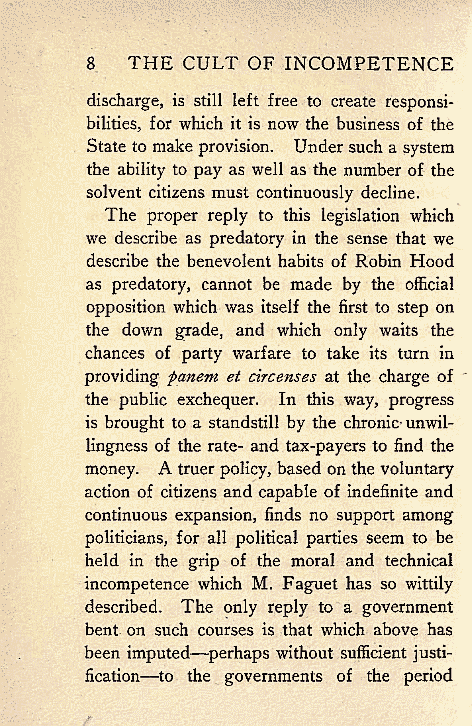 8 THE CULT OF INCOMPETENCE
discharge, is still left free to create responsi-
bilities, for which it is now the business of the
State to make provision. Under such a system
the ability to pay as well as the number of the
solvent citizens must continuously decline.
The proper reply to this legislation which
we describe as predatory in the sense that we
describe the benevolent habits of Robin Hood
as predatory, cannot be made by the official
opposition which was itself the first to step on
the down grade, and which only waits the
chances of party warfare to take its turn in
providing panem et circenses at the charge of
the public exchequer. In this way, progress
is brought to a standstill by the chronic unwil-
lingness of the rate- and tax-payers to find the
money. A truer policy, based on the voluntary
action of citizens and capable of indefinite and
continuous expansion, finds no support among
politicians, for all political parties seem to be
held in the grip of the moral and technical
incompetence which M. Faguet has so wittily
described. The only reply to a government
bent on such courses is that which above has
been imputed—perhaps without sufficient justi-
fication—to the governments of the period